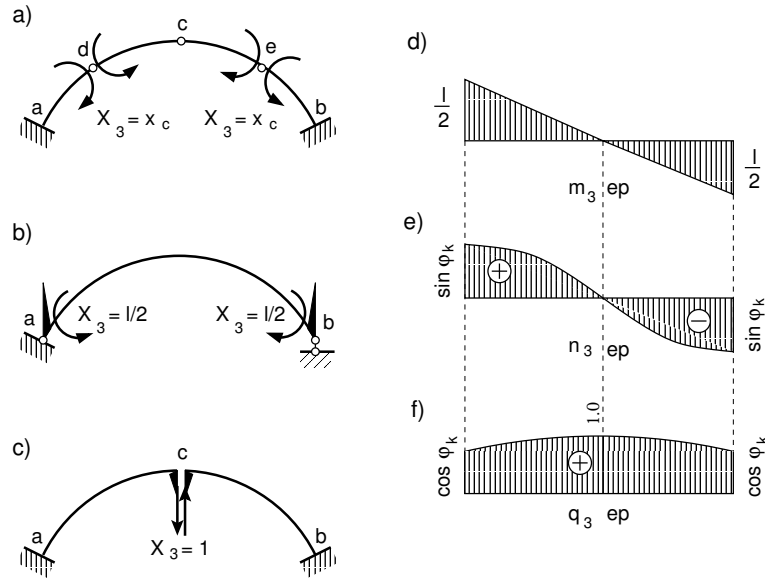 a)
c
d
e
a
b
X 3 = x c
X 3 = x c
b)
a
b
X 3 = l/2
X 3 = l/2
c)
c
a
b
X 3 = 1
d)
l/2
l/2
m 3 ep
e)
sin φ k
+
−
sin φ k
n 3 ep
f)
1.0
cos φ k
+
cos φ k
q 3 ep